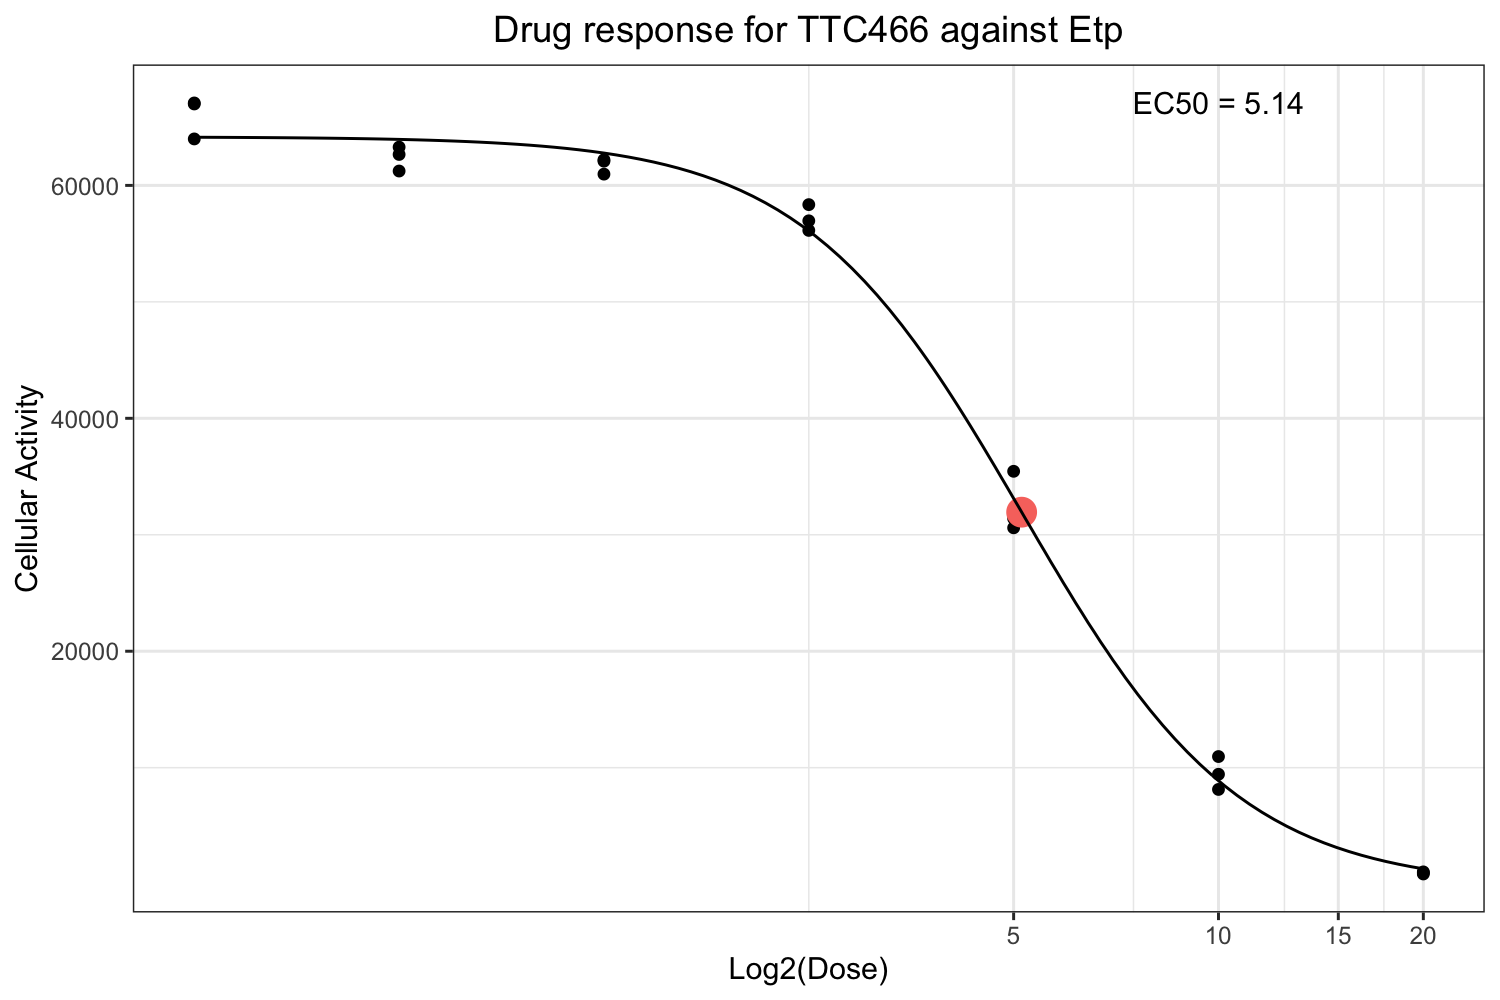 Drug response for TTC466 against Etp
EC50 = 5.14
60000
40000
20000
Cellular Activity
5 10 15 20
Log2(Dose)